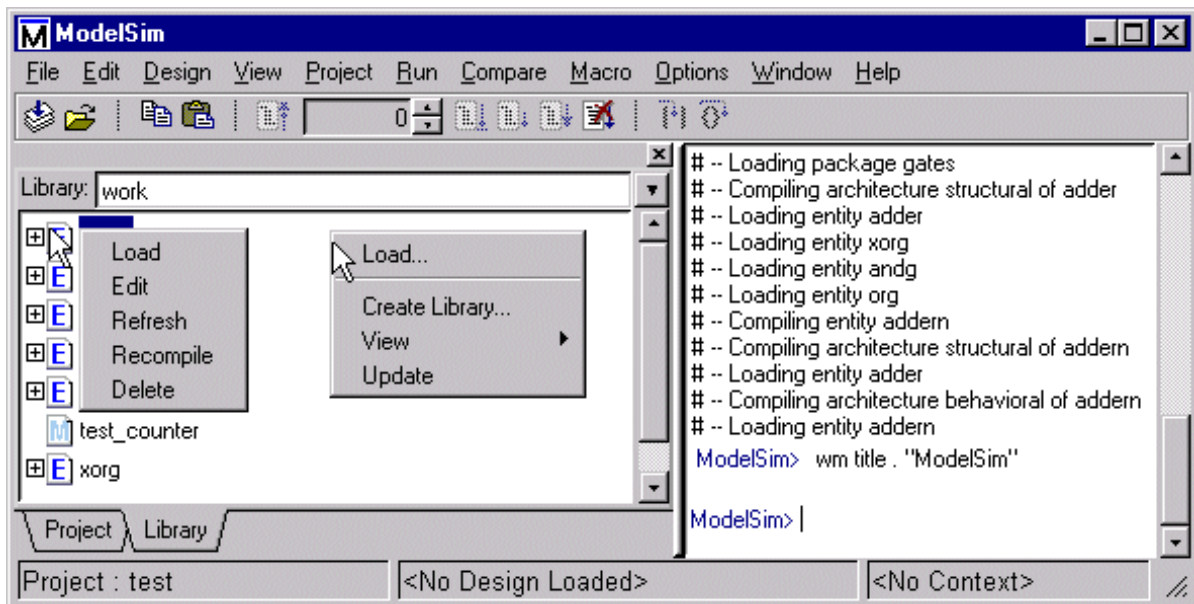 ModelSim
File Edit Design View Project Run Compare Macro Options Window Help
0
Library: work
E
Load
Edit
Refresh
Recompile
Delete
Load...
Create Library...
View
Update
E
E
E
E
M test_counter
E xorg
Project Library
# -- Loading package gates
# -- Compiling architecture structural of adder
# -- Loading entity adder
# -- Loading entity xorg
# -- Loading entity andg
# -- Loading entity org
# -- Compiling entity addern
# -- Compiling architecture structural of addern
# -- Loading entity adder
# -- Compiling architecture behavioral of addern
# -- Loading entity addern
ModelSim> wm title . "ModelSim"
ModelSim>
Project : test
<No Design Loaded>
<No Context>